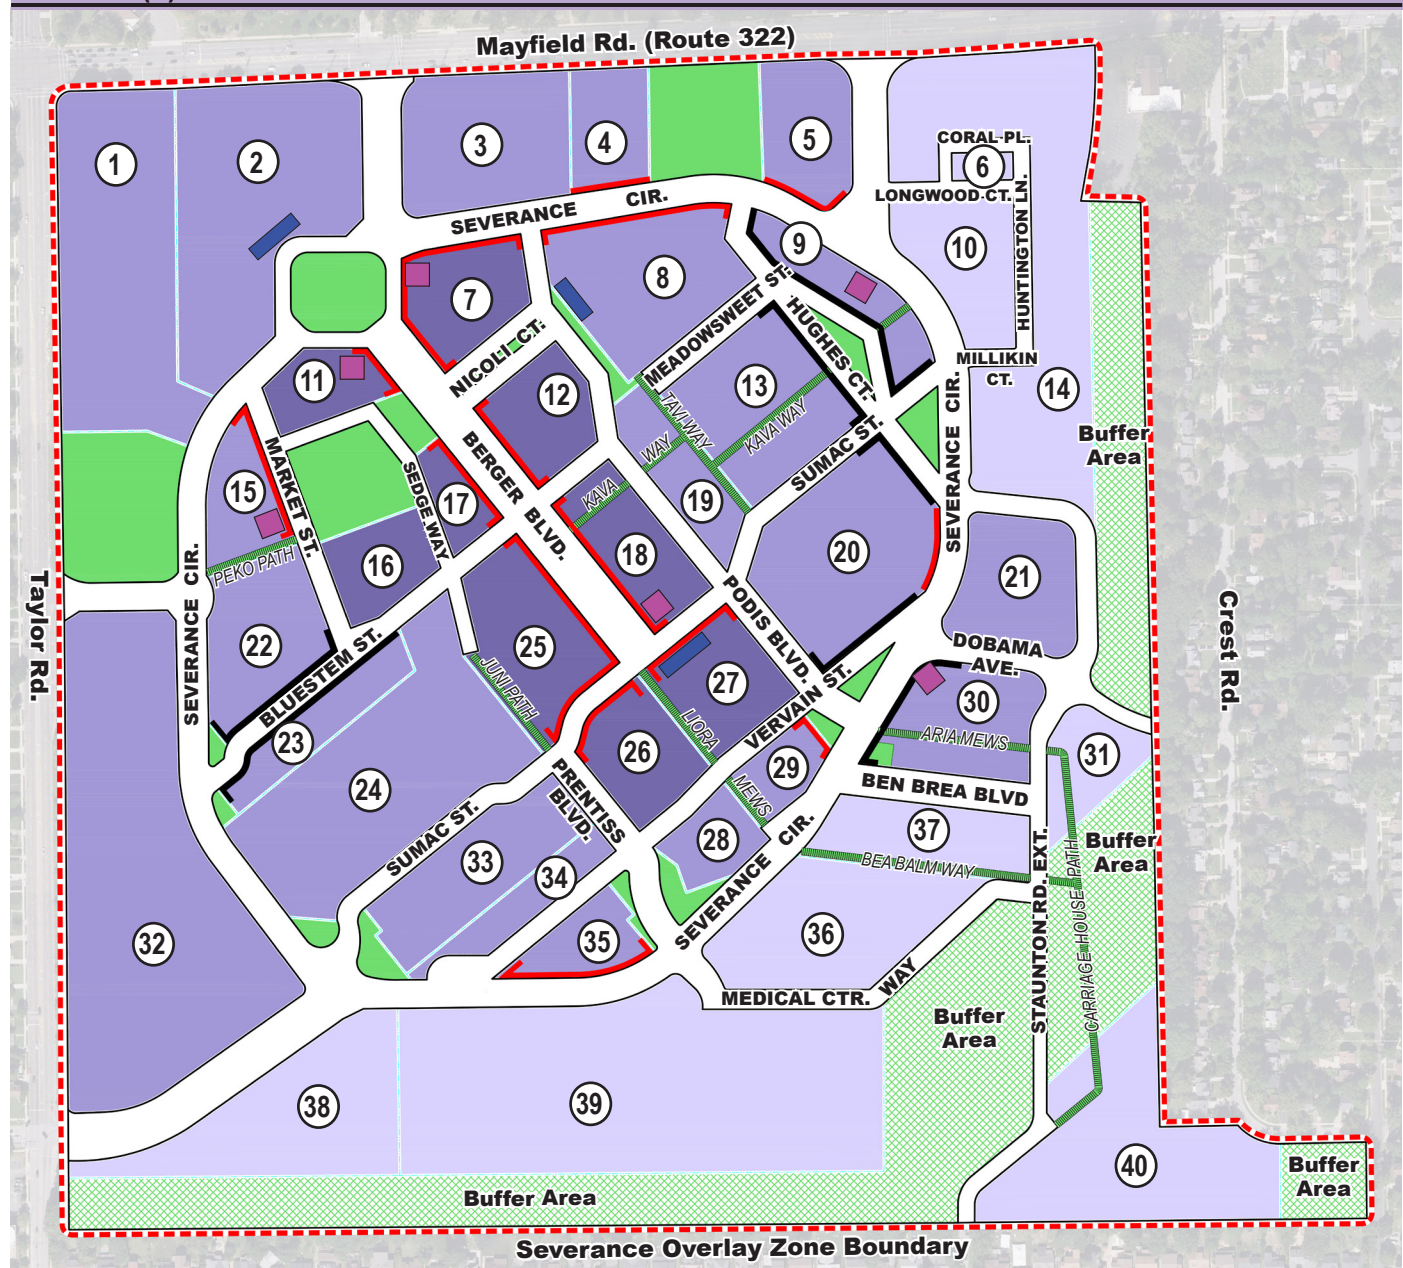 Mayfield Rd. (Route 322)
1
2
3
4
5
CORAL PL.
6
LONGWOOD CT.
HUNTINGTON LN.
SEVERANCE CIR.
7
8
9
10
MEADOWSWEET ST.
HUGHES CT.
MILLIKIN
CT.
NICOLI CT.
11
12
13
14
TAVI WAY
KAVA WAY
SEVERANCE CIR.
Buffer
Area
MARKET ST.
SEDGE WAY
BERGER BLVD.
KAVA WAY
SUMAC ST.
15
16
17
18
19
20
21
PEKO PATH
SEVERANCE CIR.
Taylor Rd.
Crest Rd.
22
BLUESTEM ST.
23
24
25
JUNI PATH
PODIS BLVD.
DOBAMA
AVE.
26
27
LIORA MEWS
VERVAIN ST.
28
29
30
ARIA MEWS
31
BEN BREA BLVD
PRENTISS
BLVD.
SUMAC ST.
32
33
34
35
SEVERANCE CIR.
36
37
BEA BALM WAY
Buffer
Area
STAUNTON RD. EXT.
CARRIAGE HOUSE PATH
MEDICAL CTR. WAY
Buffer
Area
38
39
40
Buffer
Area
Buffer Area
Severance Overlay Zone Boundary